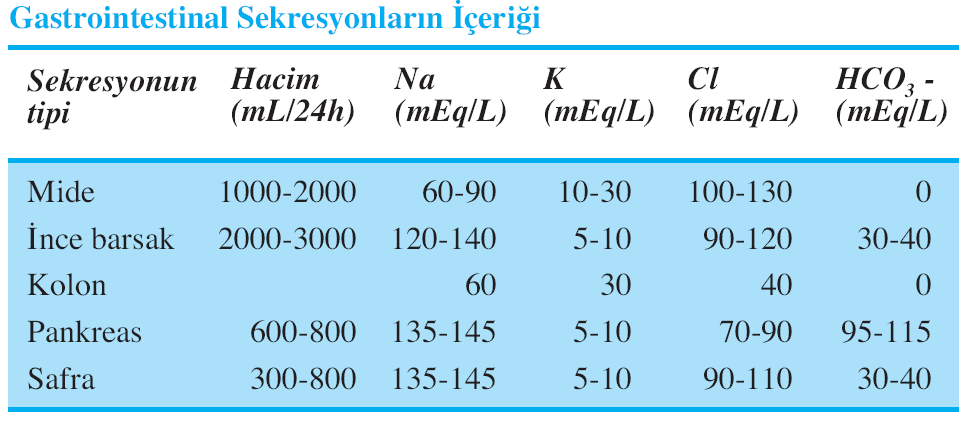 Gastrointestinal Sekresyonların İçeriği
Sekresyonun tipi Hacim (mL/24h) Na (mEq/L) K (mEq/L) Cl (mEq/L) HCO3 - (mEq/L)
Mide 1000-2000 60-90 10-30 100-130 0
İnce barsak 2000-3000 120-140 5-10 90-120 30-40
Kolon 60 30 40 0
Pankreas 600-800 135-145 5-10 70-90 95-115
Safra 300-800 135-145 5-10 90-110 30-40